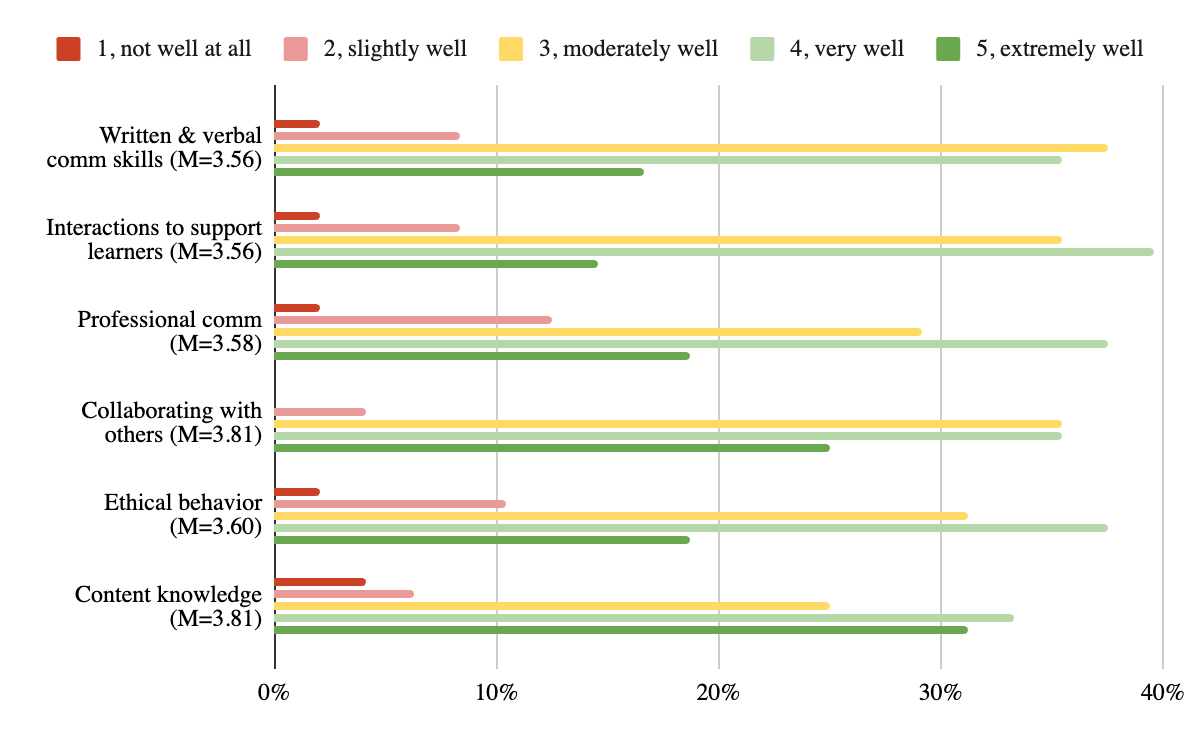 1, not well at all 2, slightly well 3, moderately well 4, very well 5, extremely well
Written & verbal
comm skills (M=3.56)
Interactions to support
learners (M=3.56)
Professional comm
(M=3.58)
Collaborating with
others (M=3.81)
Ethical behavior
(M=3.60)
Content knowledge
(M=3.81)
0% 10% 20% 30% 40%